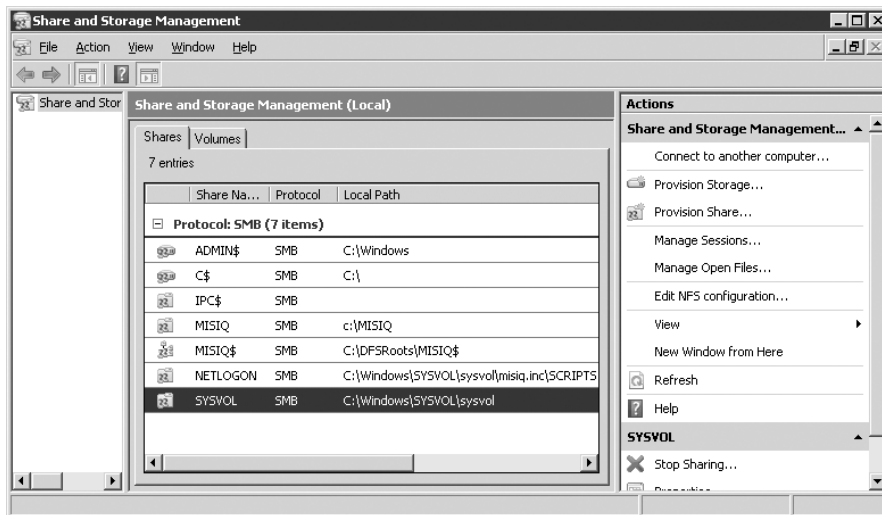 Share and Storage Management
File Action View Window Help
Share and Stor
Share and Storage Management (Local)
Shares Volumes
7 entries
Share Na... Protocol Local Path
Protocol: SMB (7 items)
ADMIN$ SMB C:\Windows
C$ SMB C:\
IPC$ SMB
MISIQ SMB c:\MISIQ
MISIQ$ SMB C:\DFSRoots\MISIQ$
NETLOGON SMB C:\Windows\SYSVOL\sysvol\misiq.inc\SCRIPTS
SYSVOL SMB C:\Windows\SYSVOL\sysvol
Actions
Share and Storage Management...
Connect to another computer...
Provision Storage...
Provision Share...
Manage Sessions...
Manage Open Files...
Edit NFS configuration...
View
New Window from Here
Refresh
Help
SYSVOL
Stop Sharing...